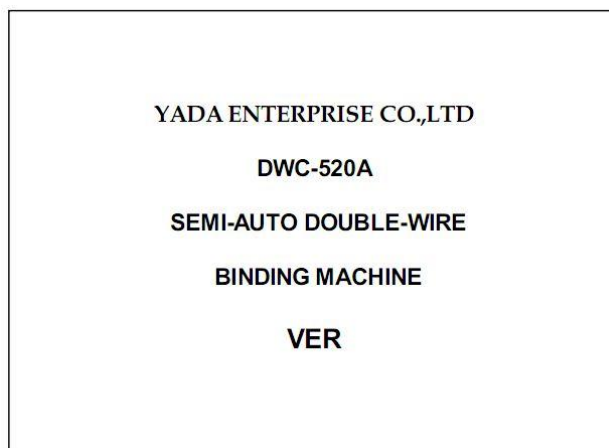 YADA ENTERPRISE CO.,LTD
DWC-520A
SEMI-AUTO DOUBLE-WIRE
BINDING MACHINE
VER